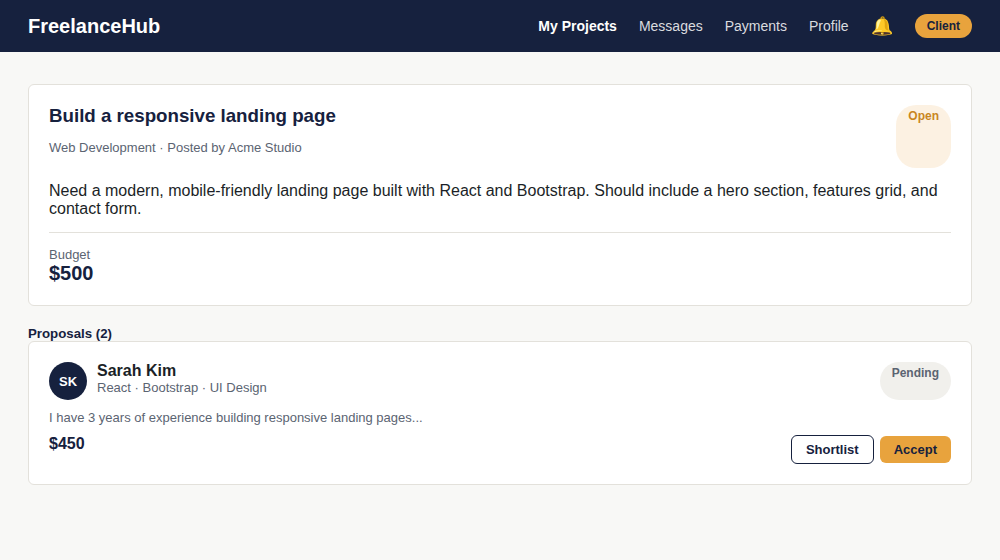 FreelanceHub
My Projects Messages Payments Profile 🔔 Client
Build a responsive landing page
Open
Web Development · Posted by Acme Studio
Need a modern, mobile-friendly landing page built with React and Bootstrap. Should include a hero section, features grid, and
contact form.
Budget
$500
Proposals (2)
SK
Sarah Kim
React · Bootstrap · UI Design
Pending
I have 3 years of experience building responsive landing pages...
$450
Shortlist
Accept